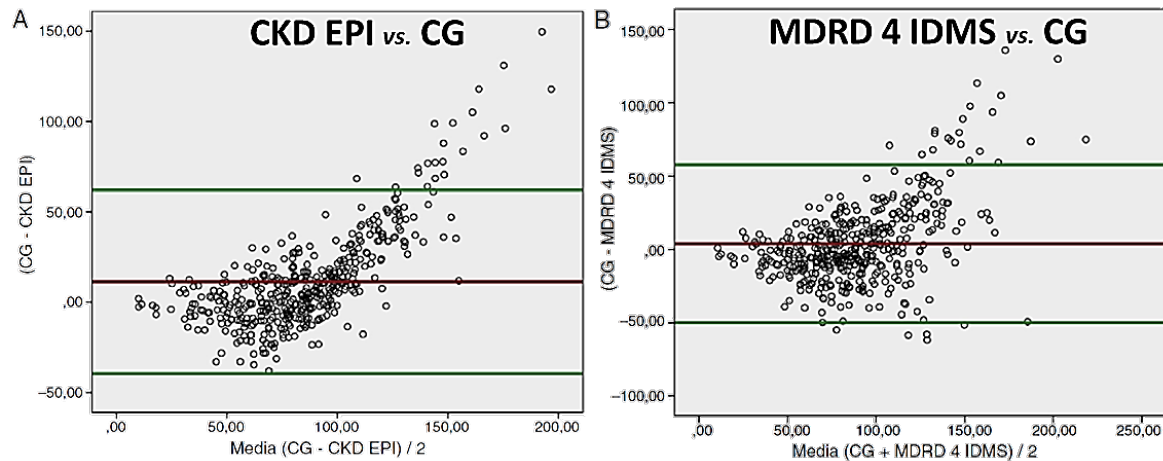 A
CKD EPI vs. CG
150,00
100,00
50,00
,00
−50,00
(CG - CKD EPI)
,00 50,00 100,00 150,00 200,00
Media (CG - CKD EPI) / 2
B
MDRD 4 IDMS vs. CG
150,00
100,00
50,00
,00
−50,00
−100,00
(CG - MDRD 4 IDMS)
,00 50,00 100,00 150,00 200,00 250,00
Media (CG + MDRD 4 IDMS) / 2